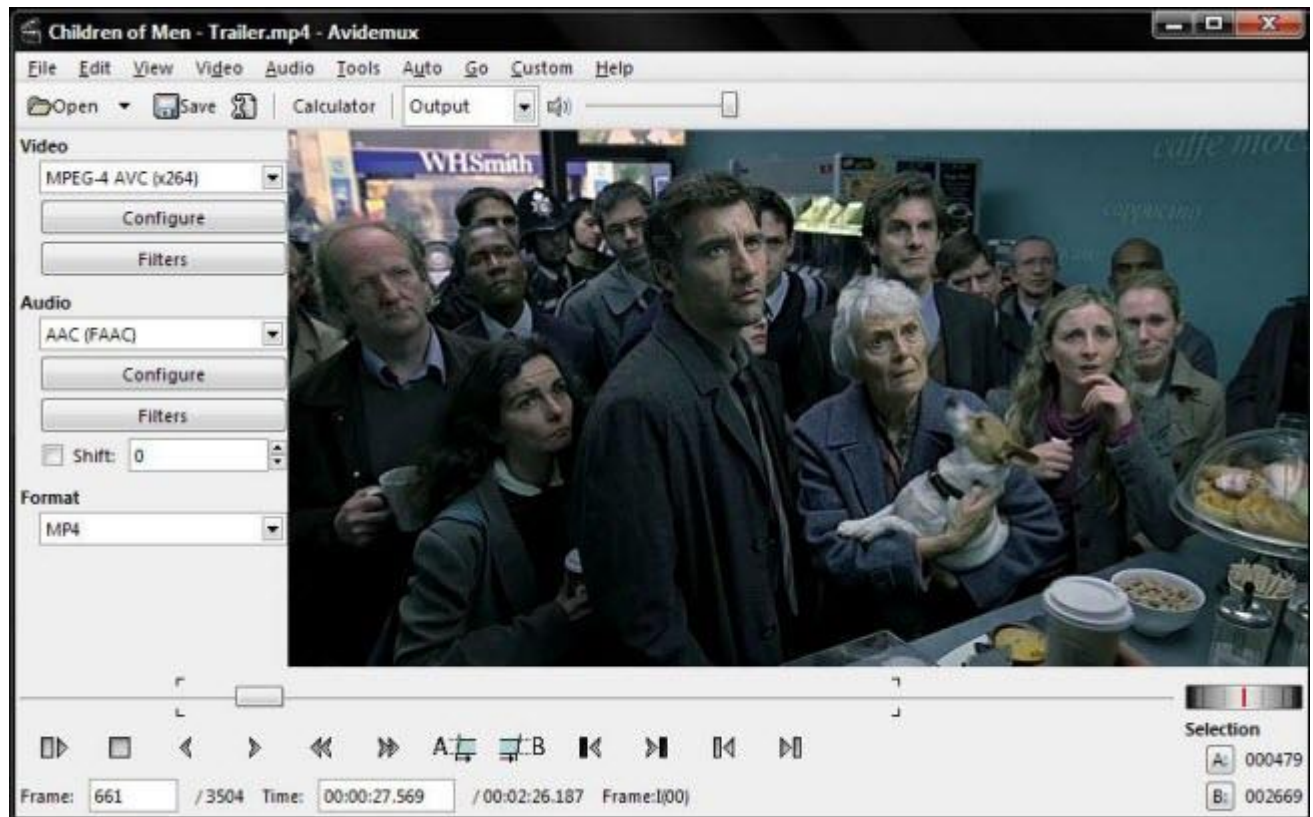 Children of Men - Trailer.mp4 - Avidemux
File Edit View Video Audio Tools Auto Go Custom Help
Open Save Calculator Output
Video
MPEG-4 AVC (x264)
Configure
Filters
Audio
AAC (FAAC)
Configure
Filters
Shift: 0
Format
MP4
WHSmith
caffe moc
cappucino
A B
Selection
A: 000479
Frame: 661 / 3504 Time: 00:00:27.569 / 00:02:26.187 Frame:I(00)
B: 002669